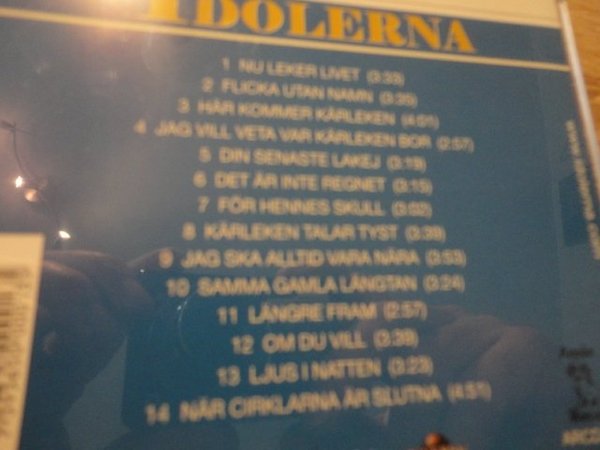 IDOLERNA
1 NU LEKER LIVET (3:33)
2 FLICKA UTAN NAMN (3:35)
3 HÄR KOMMER KÄRLEKEN (4:01)
4 JAG VILL VETA VAR KÄRLEKEN BOR (2:57)
5 DIN SENASTE LAKEJ (3:19)
6 DET ÄR INTE REGNET (3:15)
7 FÖR HENNES SKULL (3:02)
8 KÄRLEKEN TALAR TYST (3:39)
9 JAG SKA ALLTID VARA NÄRA (3:53)
10 SAMMA GAMLA LÄNGTAN (3:24)
11 LÄNGRE FRAM (2:57)
12 OM DU VILL (3:39)
13 LJUS I NATTEN (3:23)
14 NÄR CIRKLARNA ÄR SLUTNA (4:51)